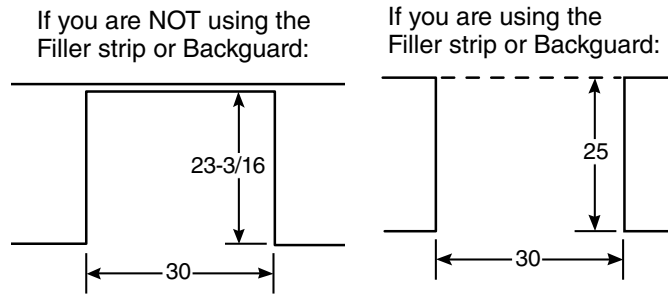 If you are NOT using the
Filler strip or Backguard:
23-3/16
30
If you are using the
Filler strip or Backguard:
25
30